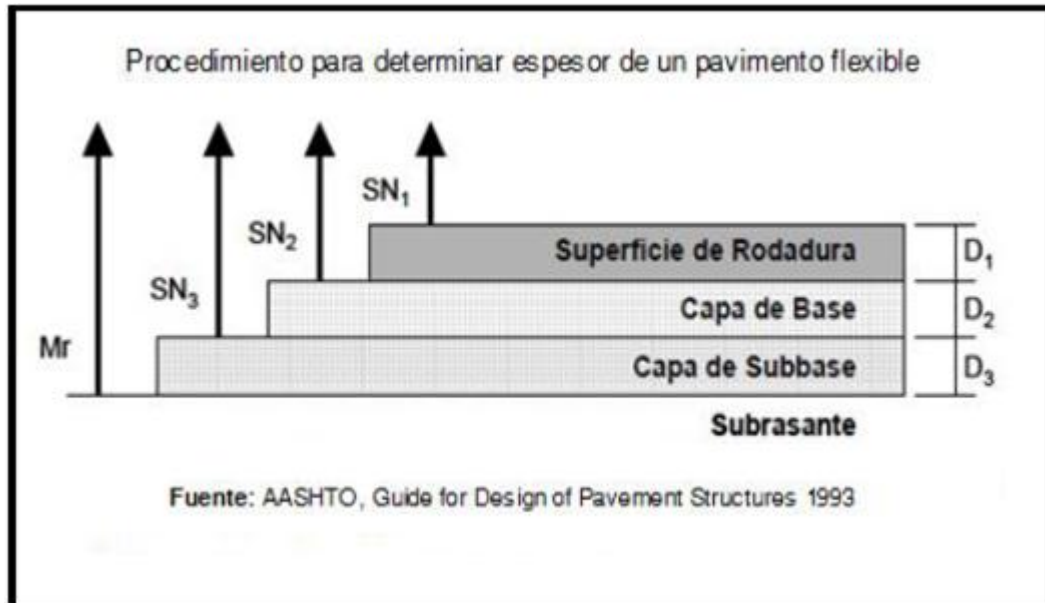 Procedimiento para determinar espesor de un pavimento flexible
SN₁
SN₂
SN₃
Mr
Superficie de Rodadura
D₁
Capa de Base
D₂
Capa de Subbase
D₃
Subrasante
Fuente: AASHTO, Guide for Design of Pavement Structures 1993